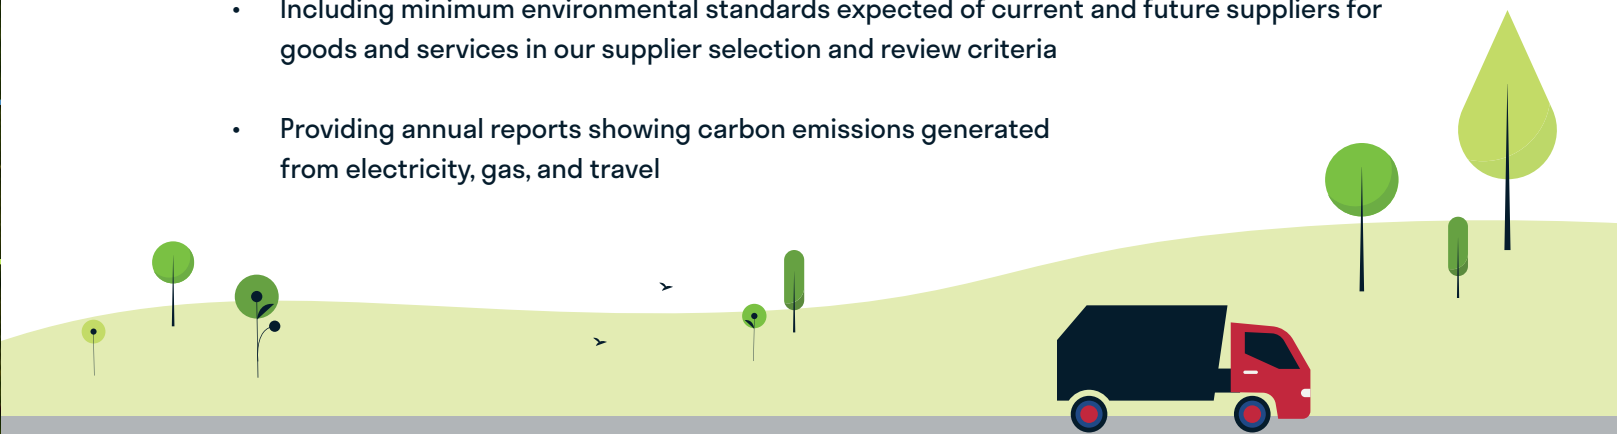 • Including minimum environmental standards expected of current and future suppliers for
goods and services in our supplier selection and review criteria
• Providing annual reports showing carbon emissions generated
from electricity, gas, and travel